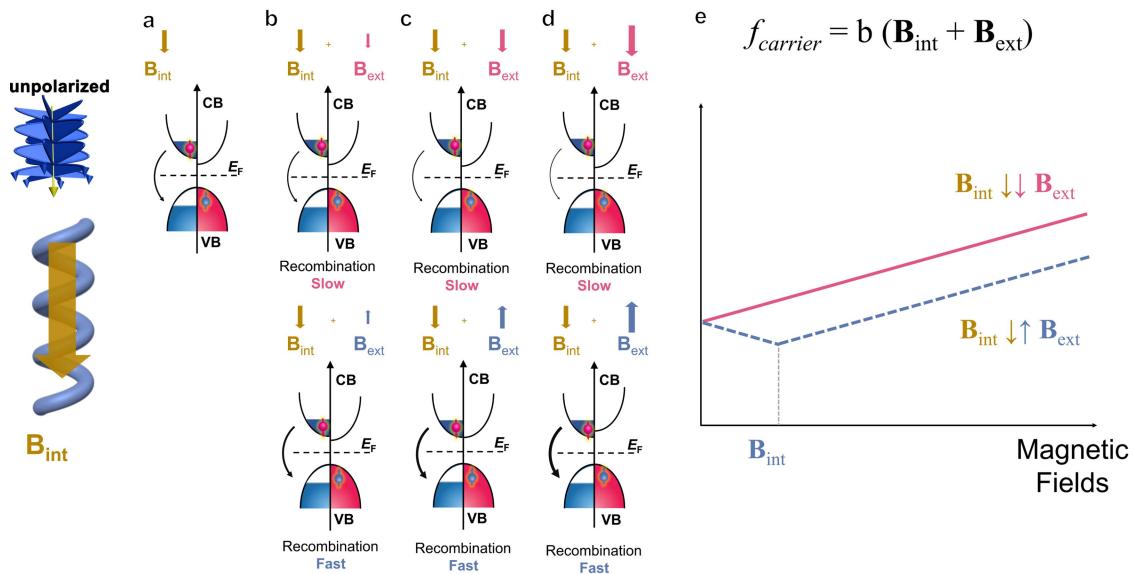 a
b
c
d
e
f_carrier = b (B_int + B_ext)
unpolarized
B_int
B_int
+
B_ext
B_int
+
B_ext
B_int
+
B_ext
CB
E_F
VB
CB
E_F
VB
CB
E_F
VB
CB
E_F
VB
Recombination
Slow
Recombination
Slow
Recombination
Slow
B_int
+
B_ext
B_int
+
B_ext
B_int
+
B_ext
CB
E_F
VB
CB
E_F
VB
CB
E_F
VB
Recombination
Fast
Recombination
Fast
Recombination
Fast
B_int
B_int ↓↓ B_ext
B_int ↓↑ B_ext
B_int
Magnetic
Fields